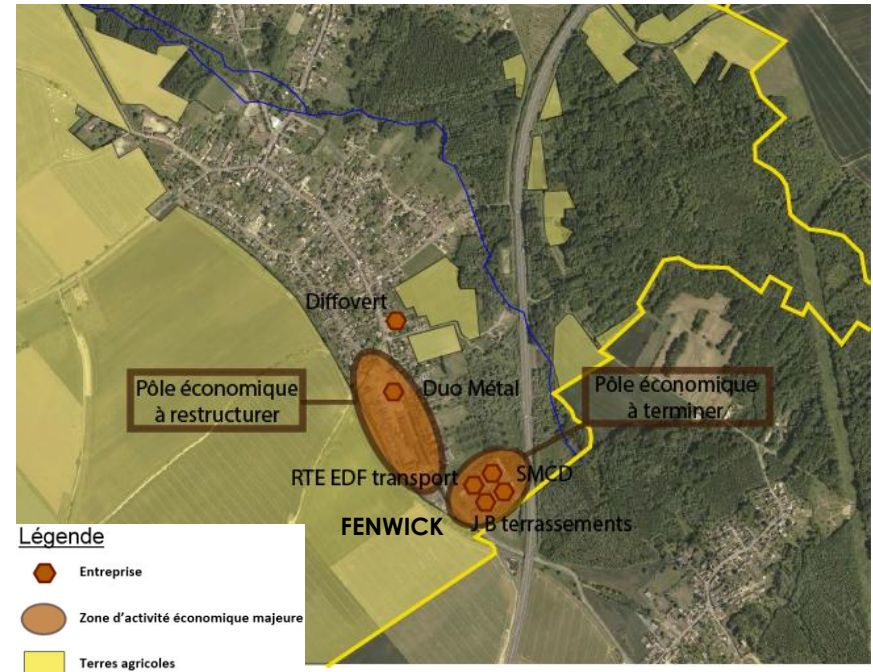 Diffovert
Pôle économique
à restructurer
Duo Métal
Pôle économique
à terminer
RTE EDF transport
SMCD
FENWICK
J B terrassements
Légende
Entreprise
Zone d'activité économique majeure
Terres agricoles